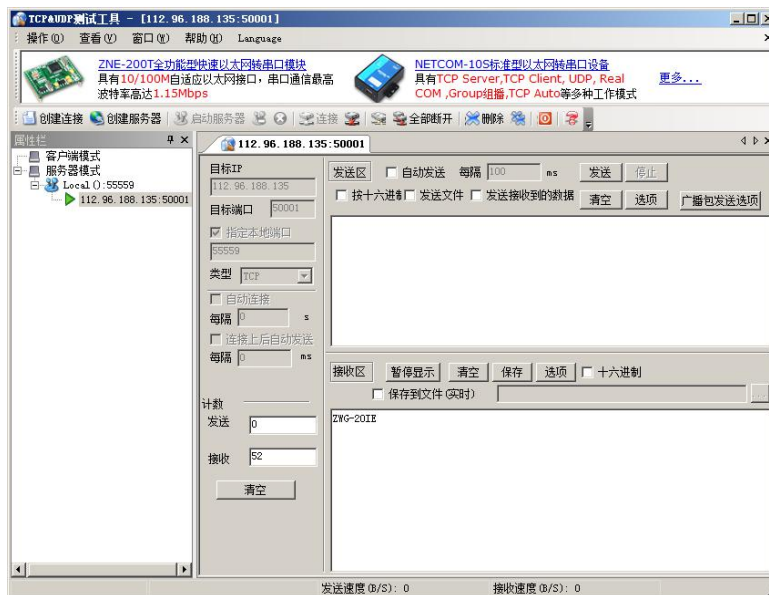 TCP&UDP测试工具 - [112.96.188.135:50001]
操作(O) 查看(V) 窗口(W) 帮助(H) Language
ZNE-200T全功能型快速以太网转串口模块
具有10/100M自适应以太网接口，串口通信最高
波特率高达1.15Mbps
NETCOM-10S标准型以太网转串口设备
具有TCP Server,TCP Client, UDP, Real
COM ,Group组播,TCP Auto等多种工作模式
更多...
创建连接 创建服务器 启动服务器 连接 全部断开 删除
属性栏
客户端模式
服务器模式
Local():55559
112.96.188.135:50001
112.96.188.135:50001
目标IP
112.96.188.135
目标端口 50001
指定本地端口
55559
类型 TCP
自动连接
每隔 0 s
连接上后自动发送
每隔 0 ms
计数
发送 0
接收 52
清空
发送区 自动发送 每隔 100 ms 发送 停止
按十六进制 发送文件 发送接收到的数据 清空 选项 广播包发送选项
接收区 暂停显示 清空 保存 选项 十六进制
保存到文件(实时) ...
ZWG-20IE
发送速度(B/S): 0 接收速度(B/S): 0